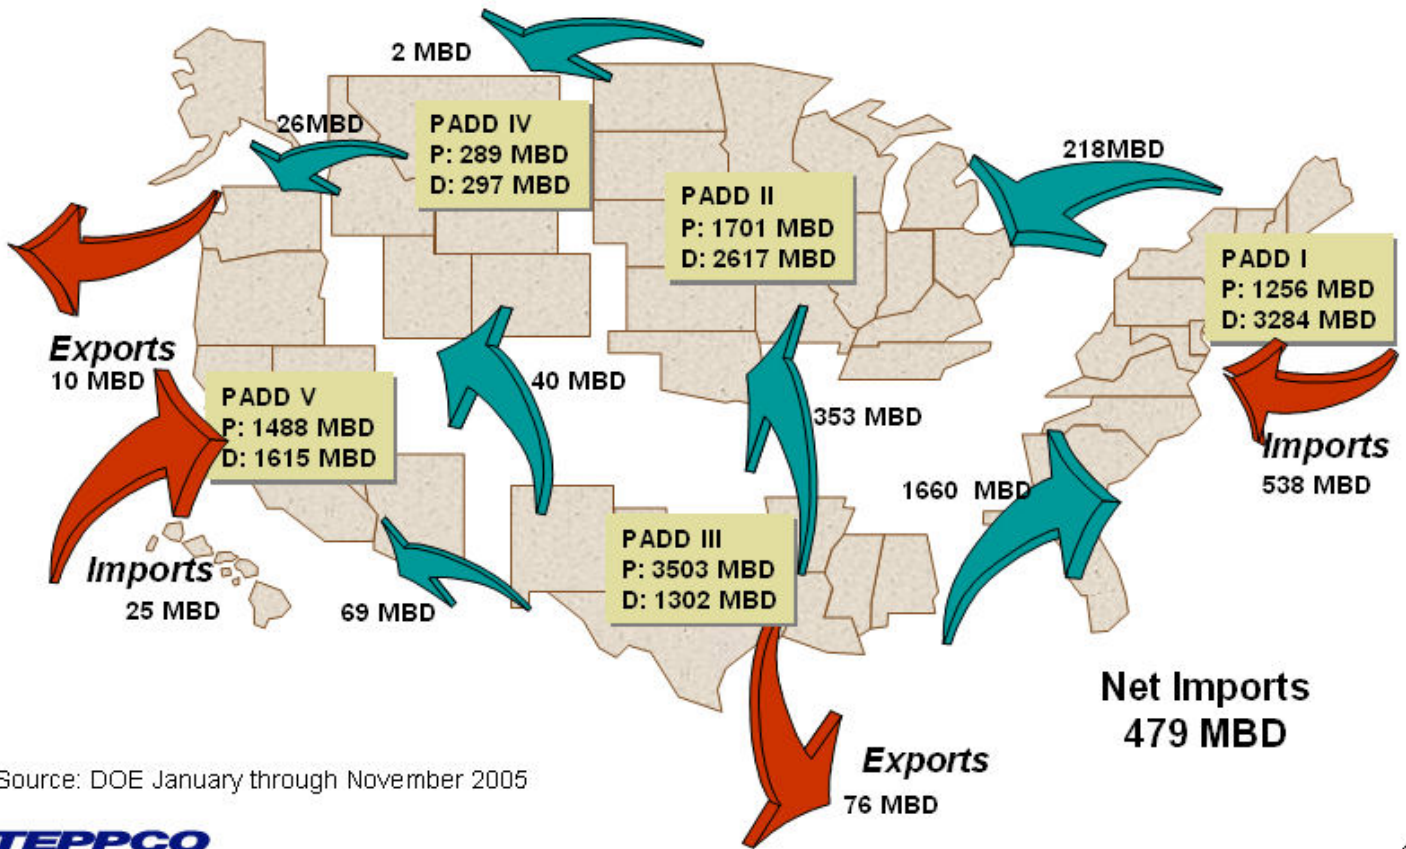 2 MBD
26MBD
PADD IV
P: 289 MBD
D: 297 MBD
218MBD
PADD II
P: 1701 MBD
D: 2617 MBD
PADD I
P: 1256 MBD
D: 3284 MBD
Exports
10 MBD
40 MBD
PADD V
P: 1488 MBD
D: 1615 MBD
353 MBD
Imports
538 MBD
1660 MBD
PADD III
P: 3503 MBD
D: 1302 MBD
Imports
25 MBD
69 MBD
Net Imports
479 MBD
Exports
76 MBD
Source: DOE January through November 2005
TEPPCO